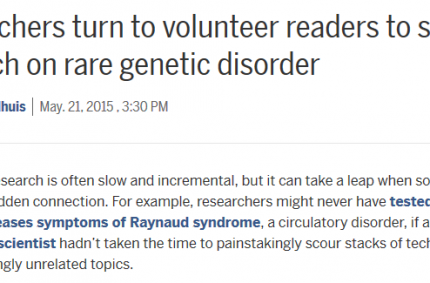 chers turn to volunteer readers to s
ch on rare genetic disorder
huis | May. 21, 2015 , 3:30 PM
search is often slow and incremental, but it can take a leap when so
dden connection. For example, researchers might never have tested
eases symptoms of Raynaud syndrome, a circulatory disorder, if a
scientist hadn't taken the time to painstakingly scour stacks of tech
ngly unrelated topics.